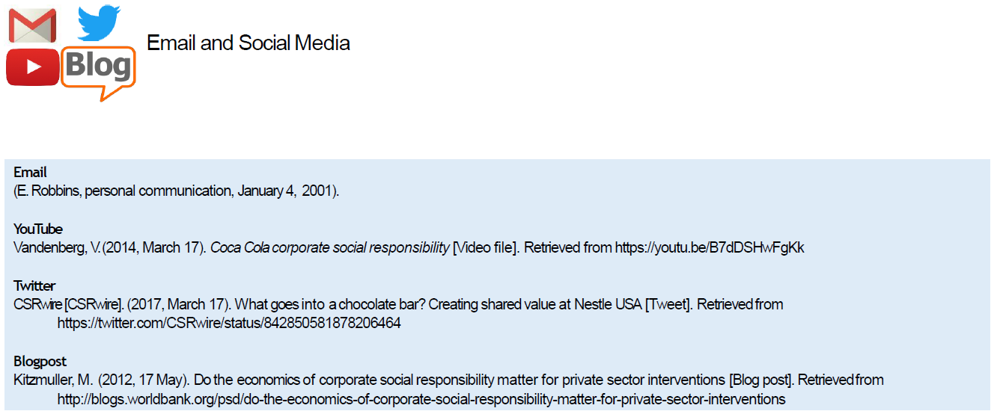 Email and Social Media
Blog
Email
(E. Robbins, personal communication, January 4, 2001).
YouTube
Vandenberg, V. (2014, March 17). Coca Cola corporate social responsibility [Video file]. Retrieved from https://youtu.be/B7dDSHwFgKk
Twitter
CSRwire [CSRwire]. (2017, March 17). What goes into a chocolate bar? Creating shared value at Nestle USA [Tweet]. Retrieved from
https://twitter.com/CSRwire/status/842850581878206464
Blogpost
Kitzmuller, M. (2012, 17 May). Do the economics of corporate social responsibility matter for private sector interventions [Blog post]. Retrieved from
http://blogs.worldbank.org/psd/do-the-economics-of-corporate-social-responsibility-matter-for-private-sector-interventions